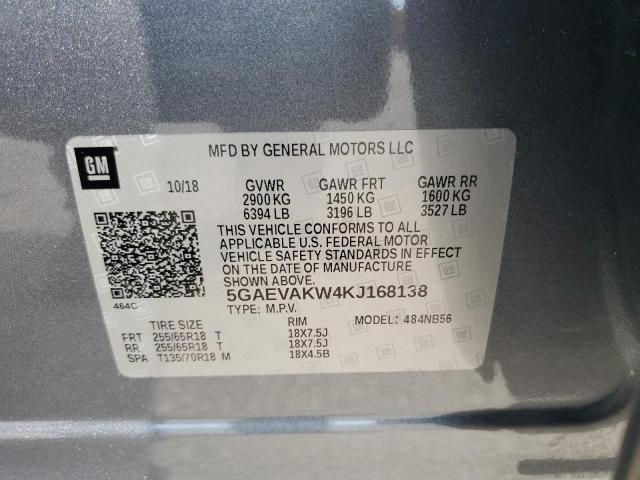 GM
MFD BY GENERAL MOTORS LLC
10/18 GVWR GAWR FRT GAWR RR
2900 KG 1450 KG 1600 KG
6394 LB 3196 LB 3527 LB
THIS VEHICLE CONFORMS TO ALL
APPLICABLE U.S. FEDERAL MOTOR
VEHICLE SAFETY STANDARDS IN EFFECT
ON THE DATE OF MANUFACTURE
SHOWN ABOVE.
464C
5GAEVAKW4KJ168138
TYPE: M.P.V. MODEL: 484NB56
TIRE SIZE RIM
FRT 255/65R18 T 18X7.5J
RR 255/65R18 T 18X7.5J
SPA T135/70R18 M 18X4.5B